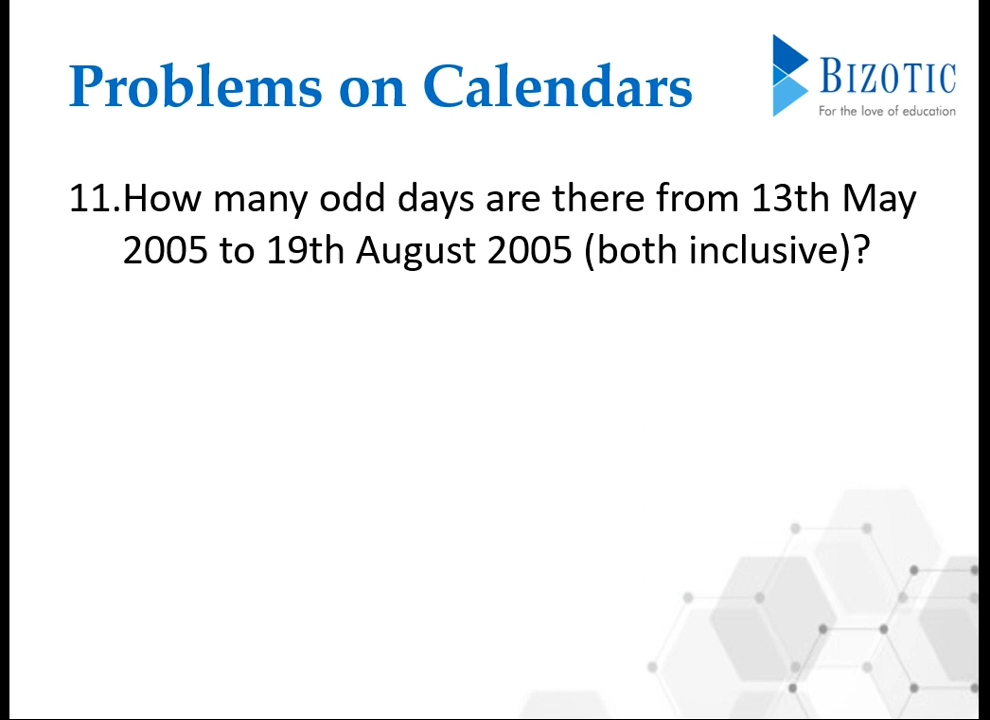 Problems on Calendars
BIZOTIC
For the love of education
11.How many odd days are there from 13th May
2005 to 19th August 2005 (both inclusive)?